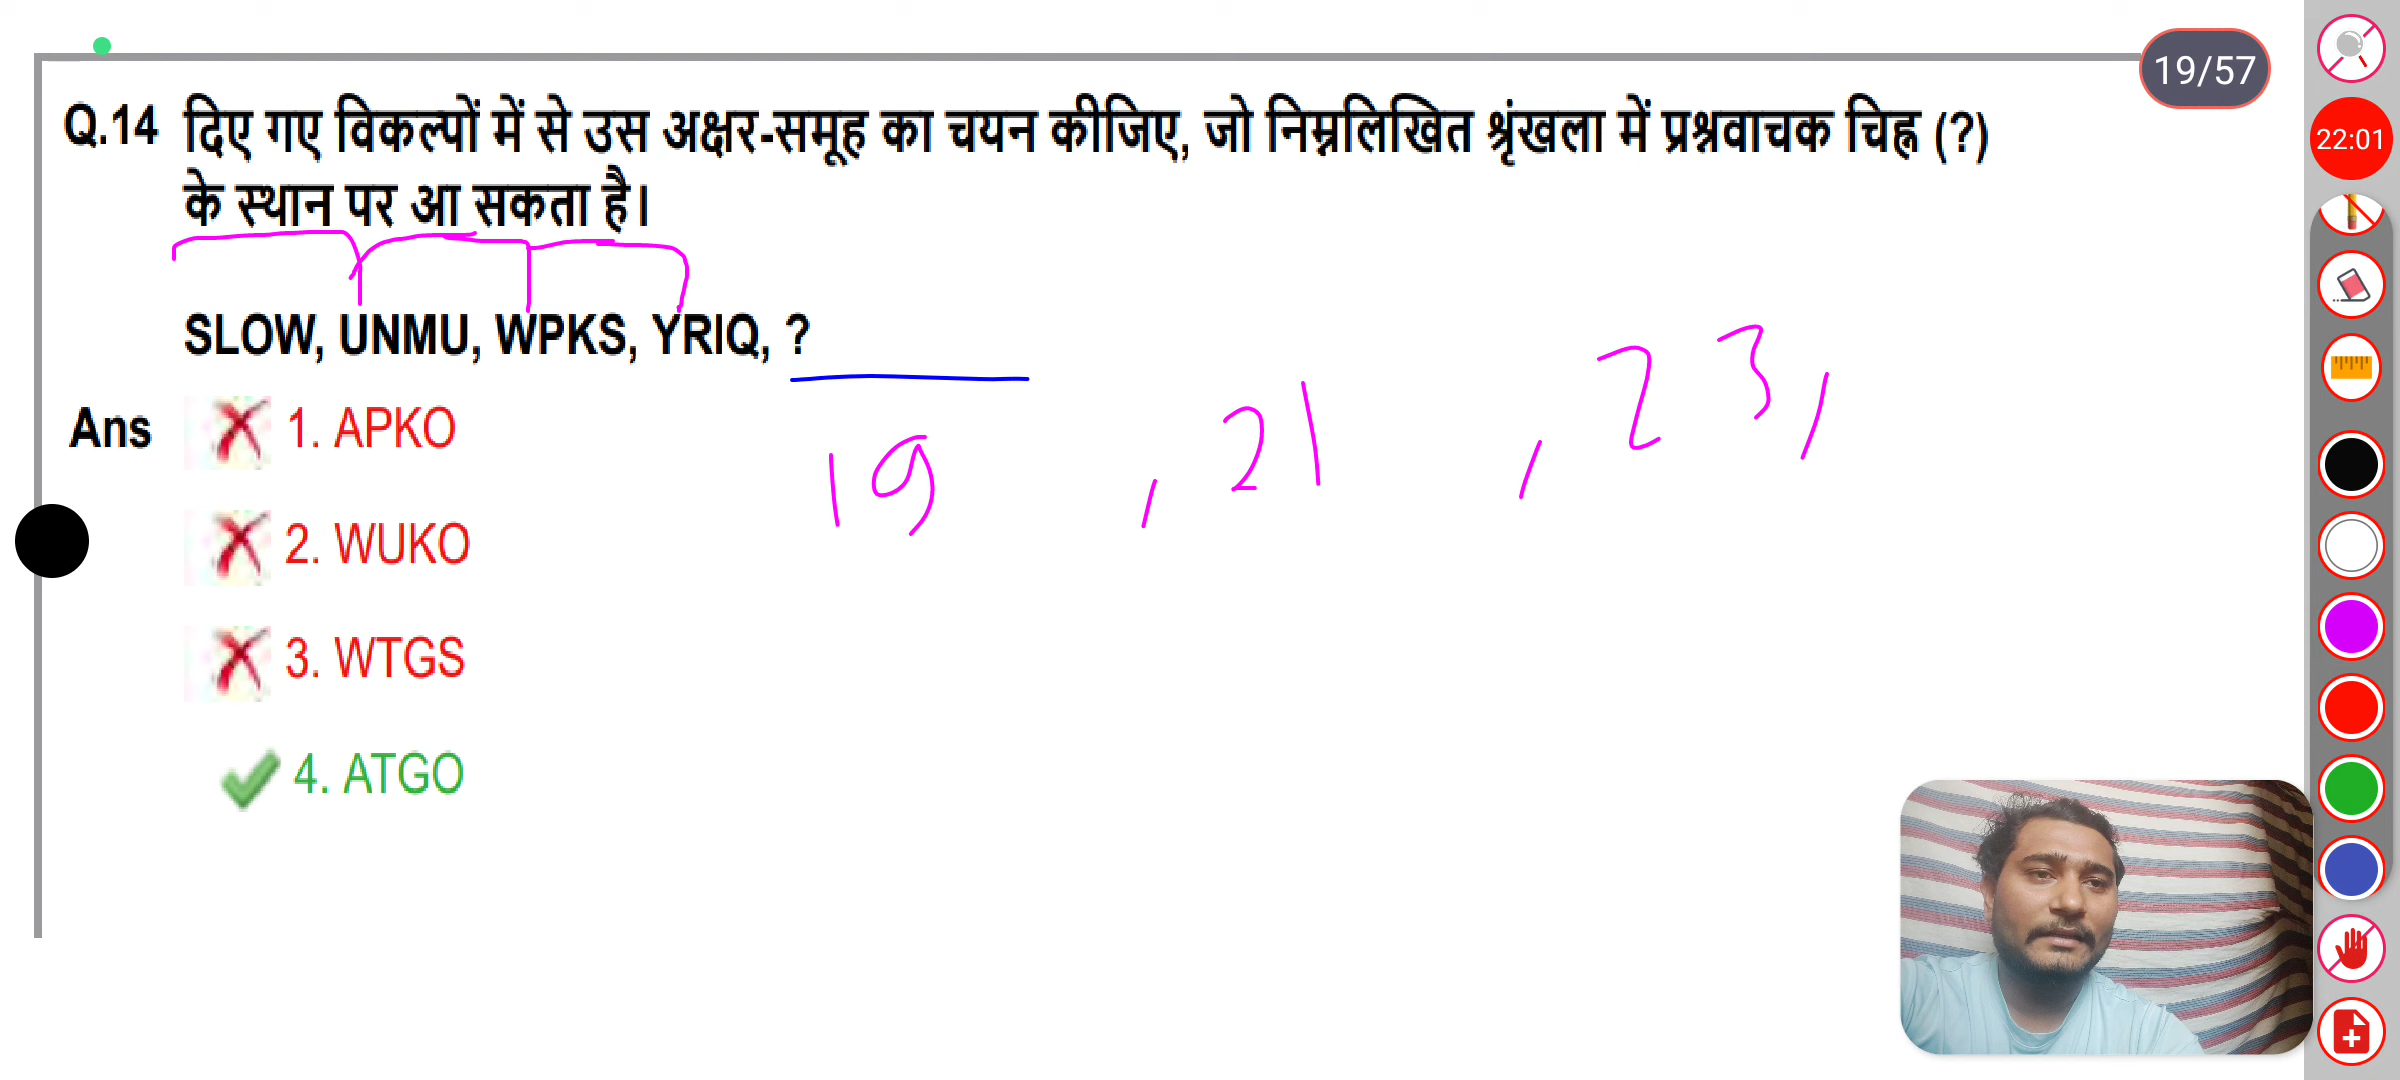 19/57
Q.14 दिए गए विकल्पों में से उस अक्षर-समूह का चयन कीजिए, जो निम्नलिखित श्रृंखला में प्रश्नवाचक चिह्न (?)
22:01
के स्थान पर आ सकता है।
SLOW, UNMU, WPKS, YRIQ, ?
19, 21, 23,
Ans 1. APKO
2. WUKO
3. WTGS
4. ATGO